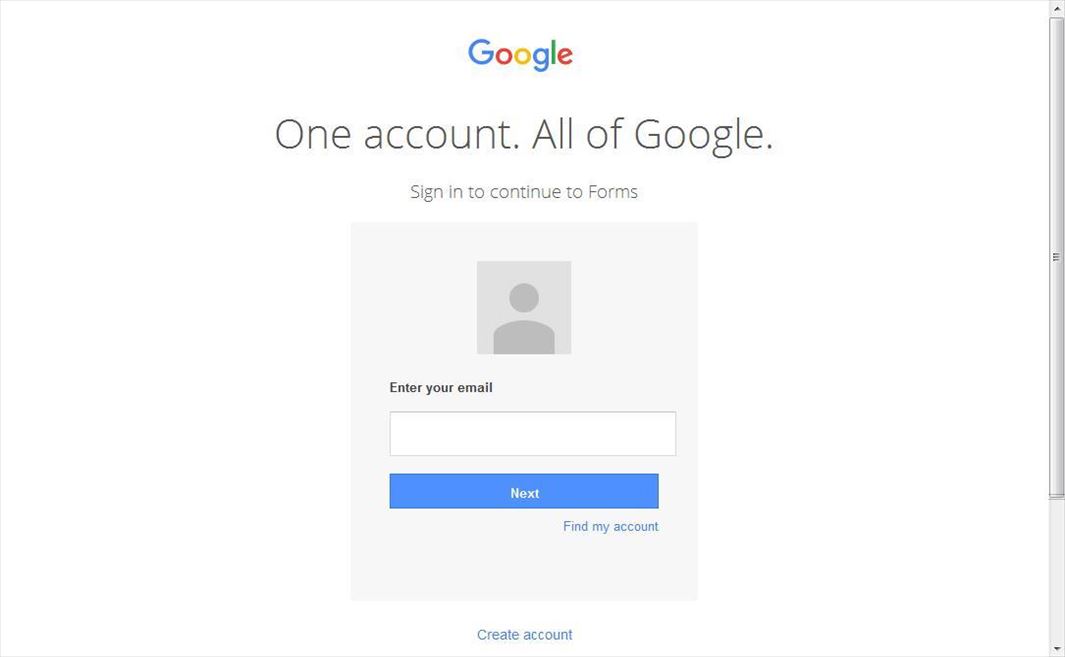 Google
One account. All of Google.
Sign in to continue to Forms
Enter your email
Next
Find my account
Create account